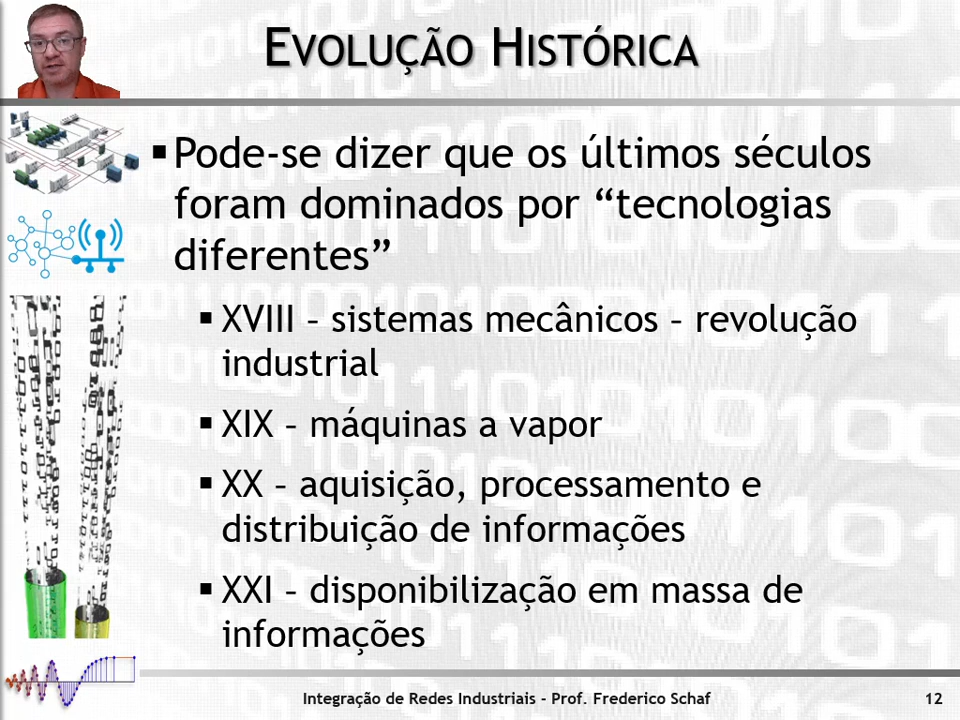 EVOLUÇÃO HISTÓRICA
▪Pode-se dizer que os últimos séculos
foram dominados por “tecnologias
diferentes”
▪XVIII – sistemas mecânicos – revolução
industrial
▪XIX – máquinas a vapor
▪XX – aquisição, processamento e
distribuição de informações
▪XXI – disponibilização em massa de
informações
Integração de Redes Industriais - Prof. Frederico Schaf 12